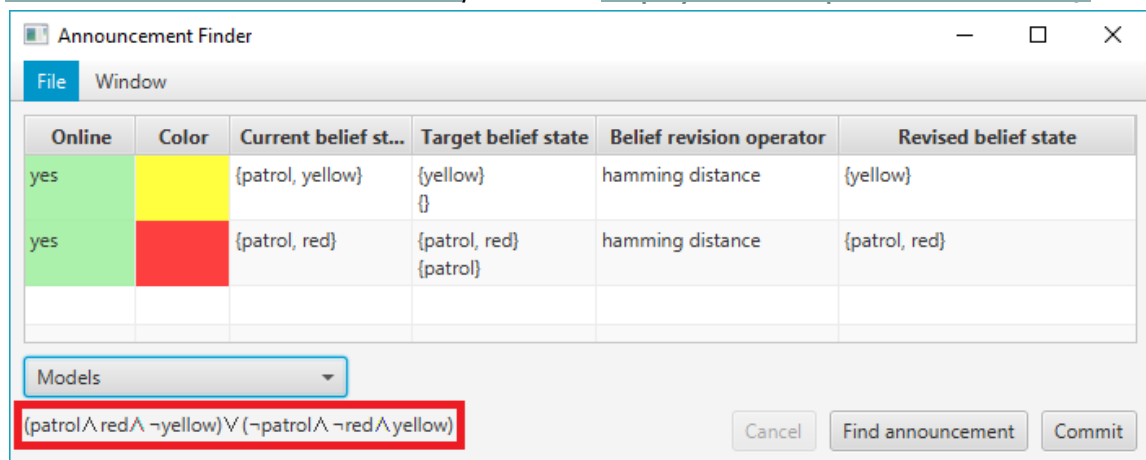 Announcement Finder
File Window
Online Color Current belief st... Target belief state Belief revision operator Revised belief state
yes {patrol, yellow} {yellow} hamming distance {yellow}
{}
yes {patrol, red} {patrol, red} hamming distance {patrol, red}
{patrol}
Models
(patrol∧red∧¬yellow)∨(¬patrol∧¬red∧yellow) Cancel Find announcement Commit